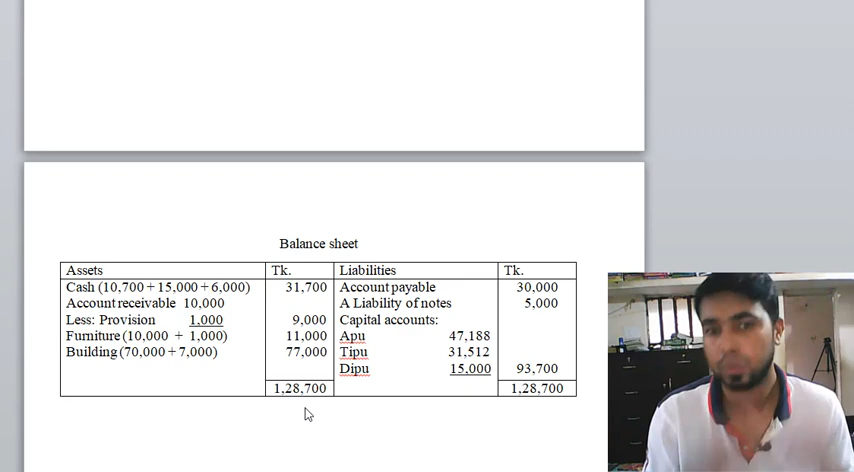 Balance sheet
Assets Tk. Liabilities Tk.
Cash (10,700 + 15,000 + 6,000) 31,700 Account payable 30,000
Account receivable 10,000 A Liability of notes 5,000
Less: Provision 1,000 9,000 Capital accounts:
Furniture (10,000 + 1,000) 11,000 Apu 47,188
Building (70,000 + 7,000) 77,000 Tipu 31,512
Dipu 15,000 93,700
1,28,700 1,28,700